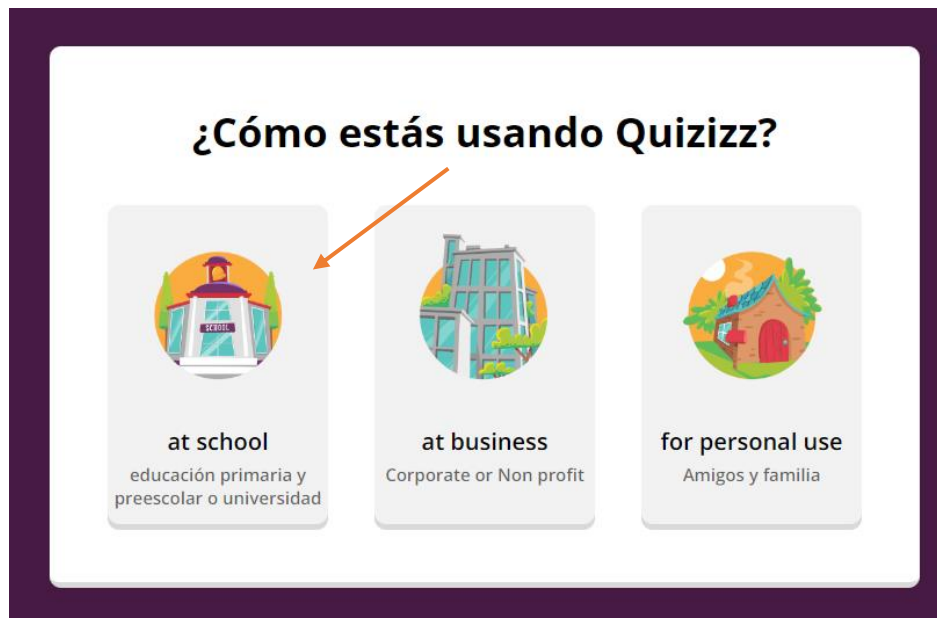 ¿Cómo estás usando Quizizz?
SCHOOL
at school
educación primaria y
preescolar o universidad
at business
Corporate or Non profit
for personal use
Amigos y familia